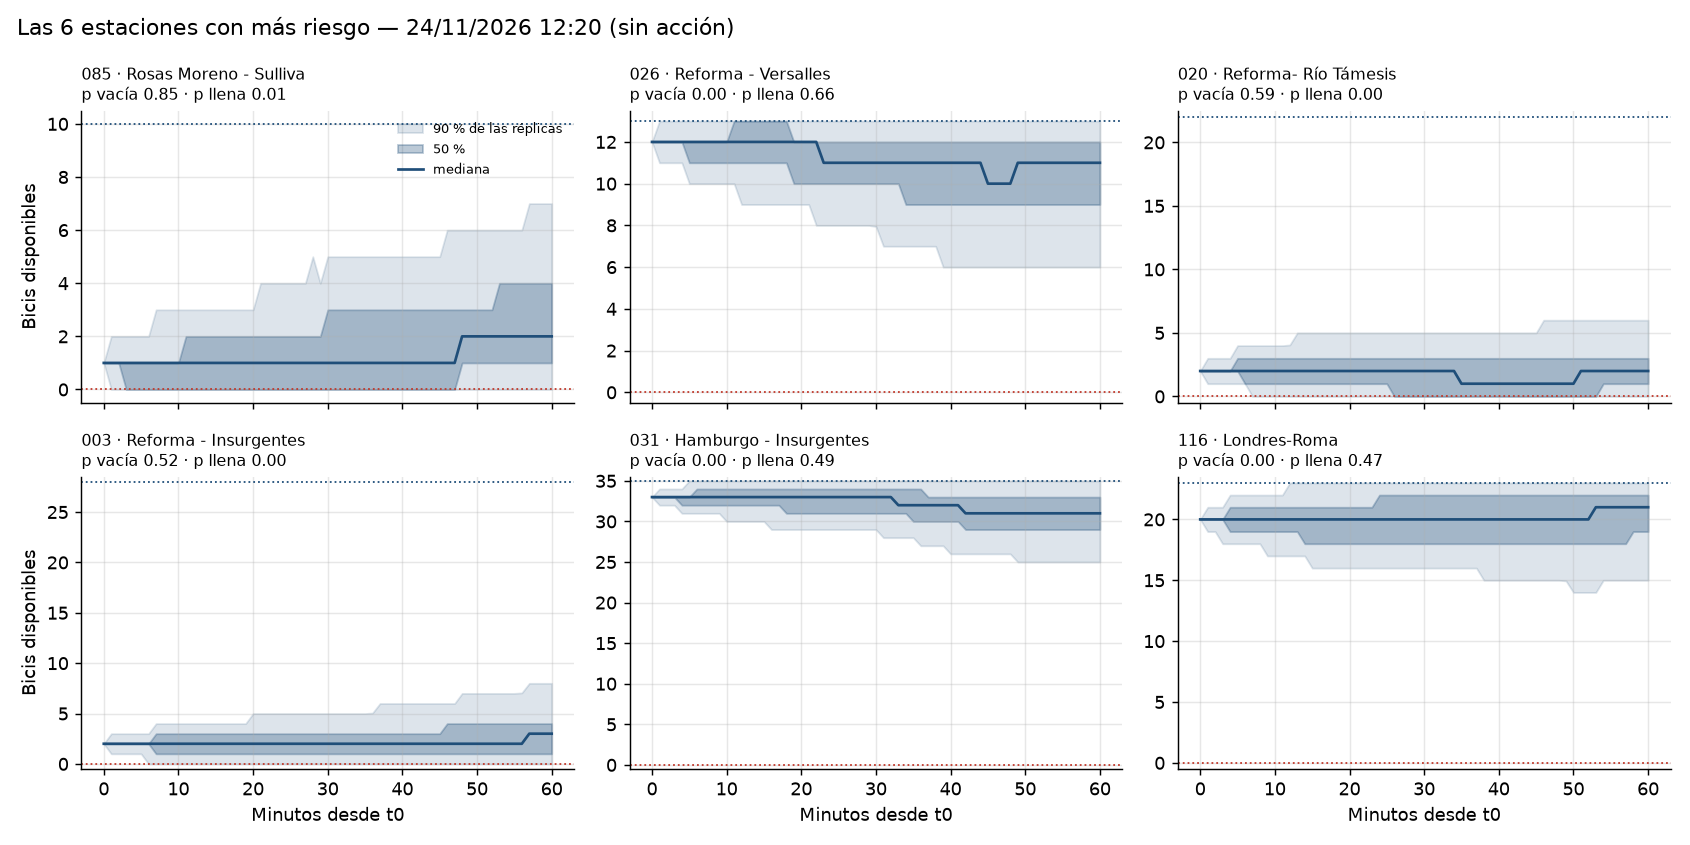 Las 6 estaciones con más riesgo — 24/11/2026 12:20 (sin acción)
085 · Rosas Moreno - Sulliva
p vacía 0.85 · p llena 0.01
10
8
6
4
2
0
Bicis disponibles
90 % de las réplicas
50 %
mediana
026 · Reforma - Versalles
p vacía 0.00 · p llena 0.66
12
10
8
6
4
2
0
020 · Reforma- Río Támesis
p vacía 0.59 · p llena 0.00
20
15
10
5
0
003 · Reforma - Insurgentes
p vacía 0.52 · p llena 0.00
25
20
15
10
5
0
Bicis disponibles
0 10 20 30 40 50 60
Minutos desde t0
031 · Hamburgo - Insurgentes
p vacía 0.00 · p llena 0.49
35
30
25
20
15
10
5
0
0 10 20 30 40 50 60
Minutos desde t0
116 · Londres-Roma
p vacía 0.00 · p llena 0.47
20
15
10
5
0
0 10 20 30 40 50 60
Minutos desde t0